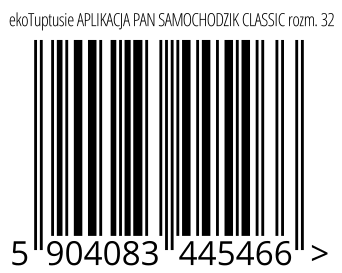 ekoTuptusie APLIKACJA PAN SAMOCHODZIK CLASSIC rozm. 32
5 904083 445466 >